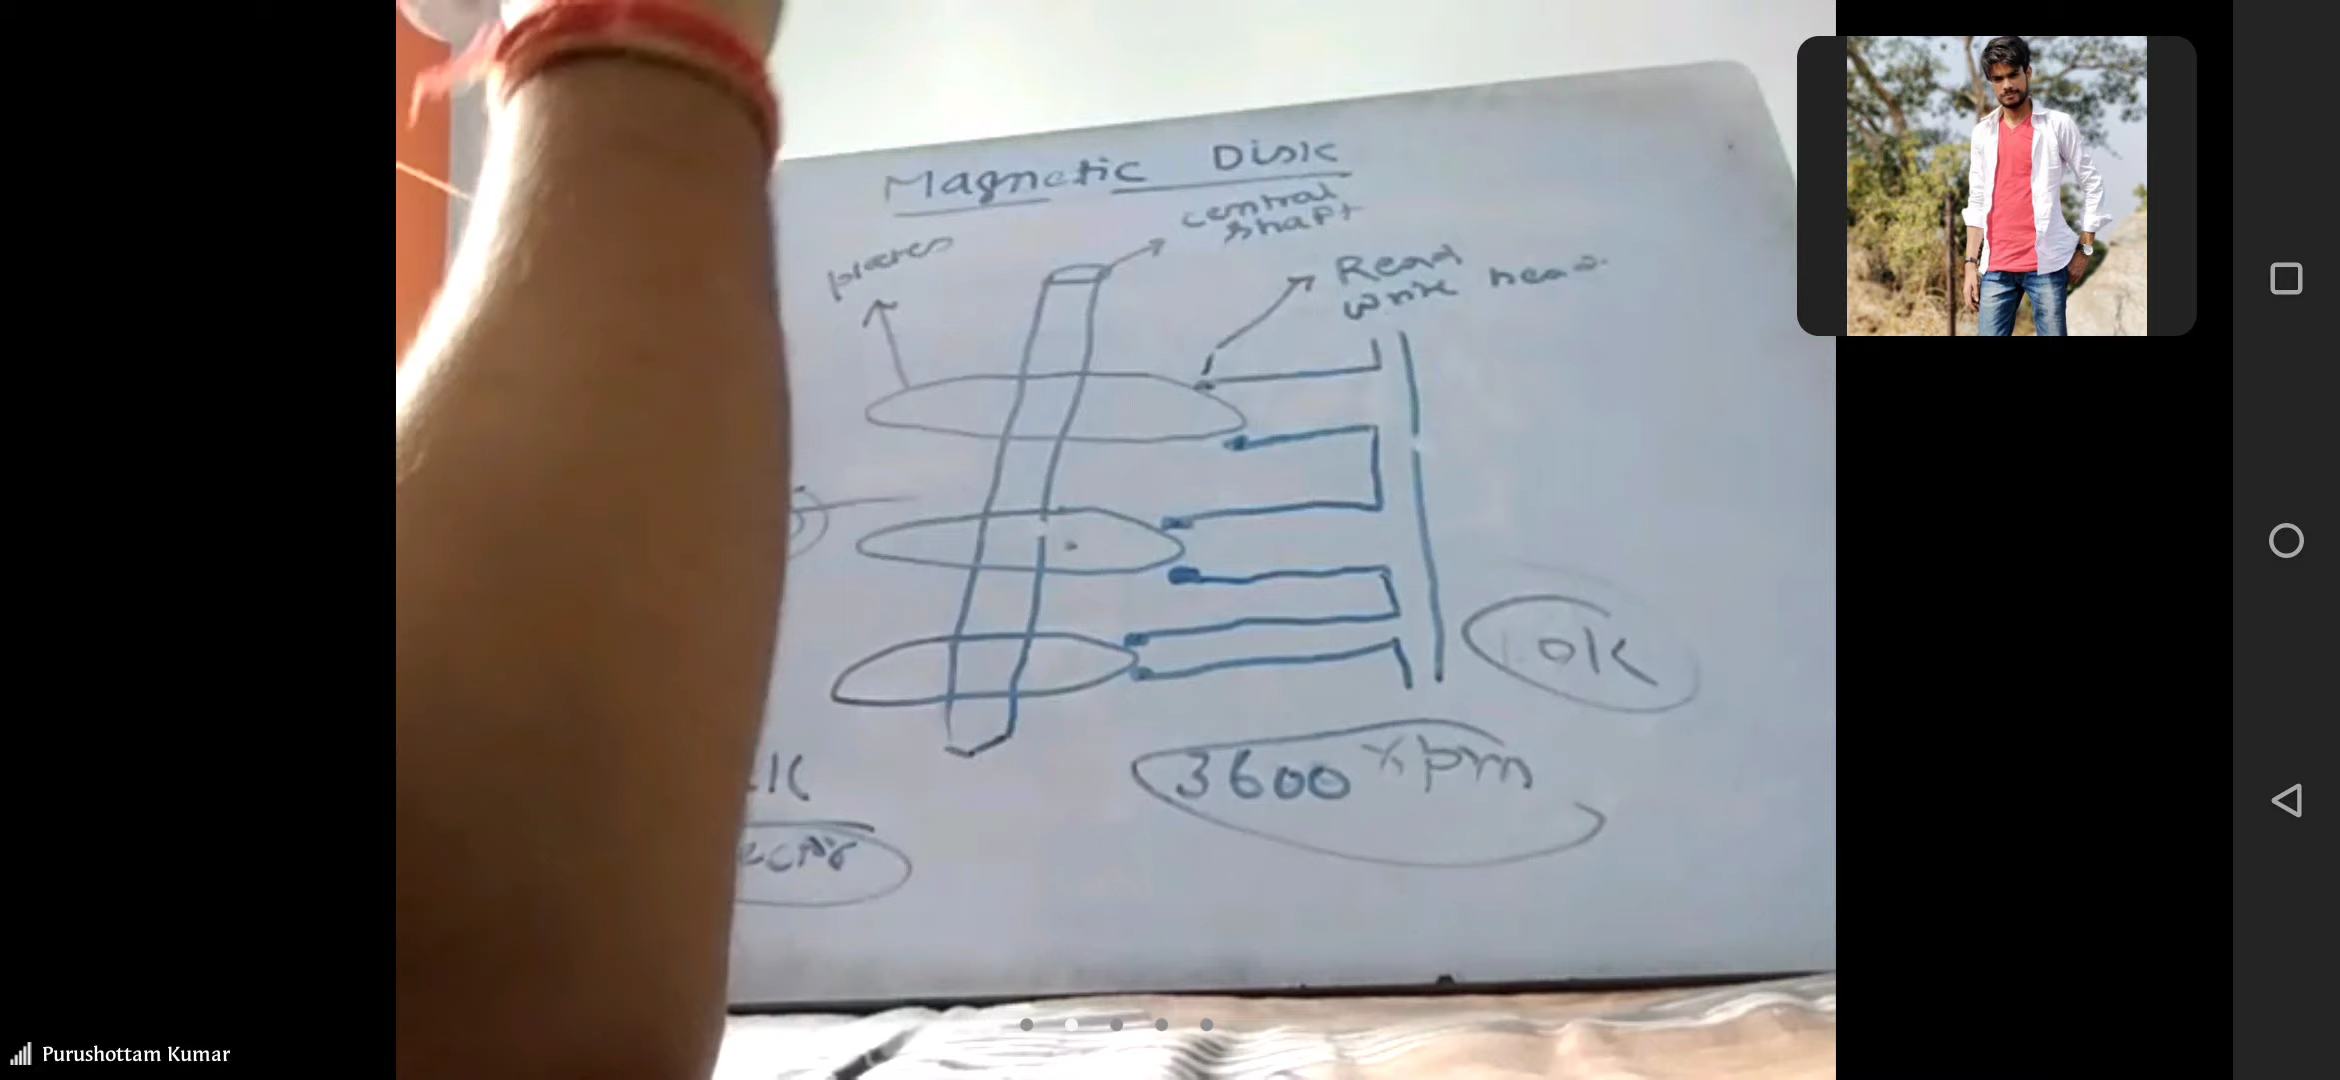 Magnetic Disk
central
shaft
plates
Read
write head
10K
3600 rpm
Purushottam Kumar